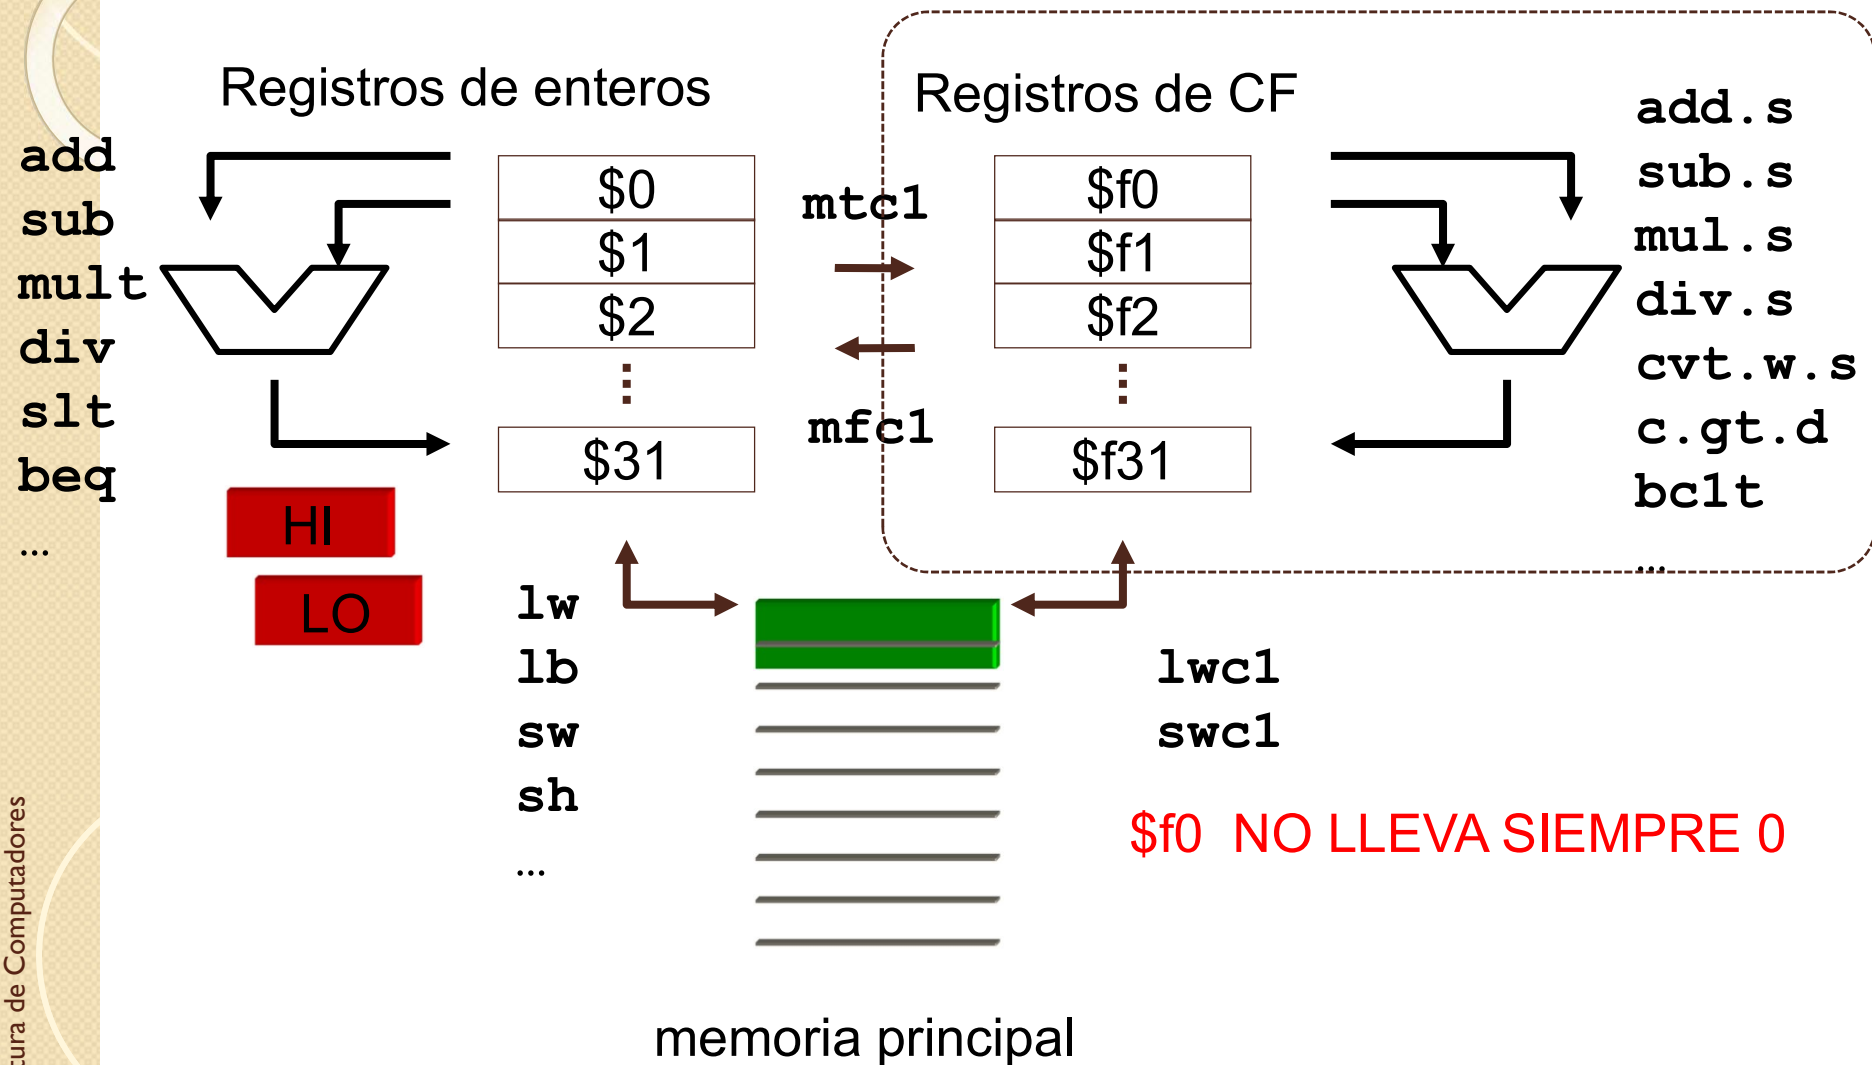 Registros de enteros
Registros de CF
add
sub
mult
div
slt
beq
...
$0
$1
$2
$31
HI
LO
mtc1
mfc1
$f0
$f1
$f2
$f31
add.s
sub.s
mul.s
div.s
cvt.w.s
c.gt.d
bc1t
...
lw
lb
sw
sh
...
lwc1
swc1
$f0 NO LLEVA SIEMPRE 0
memoria principal
de Computadores